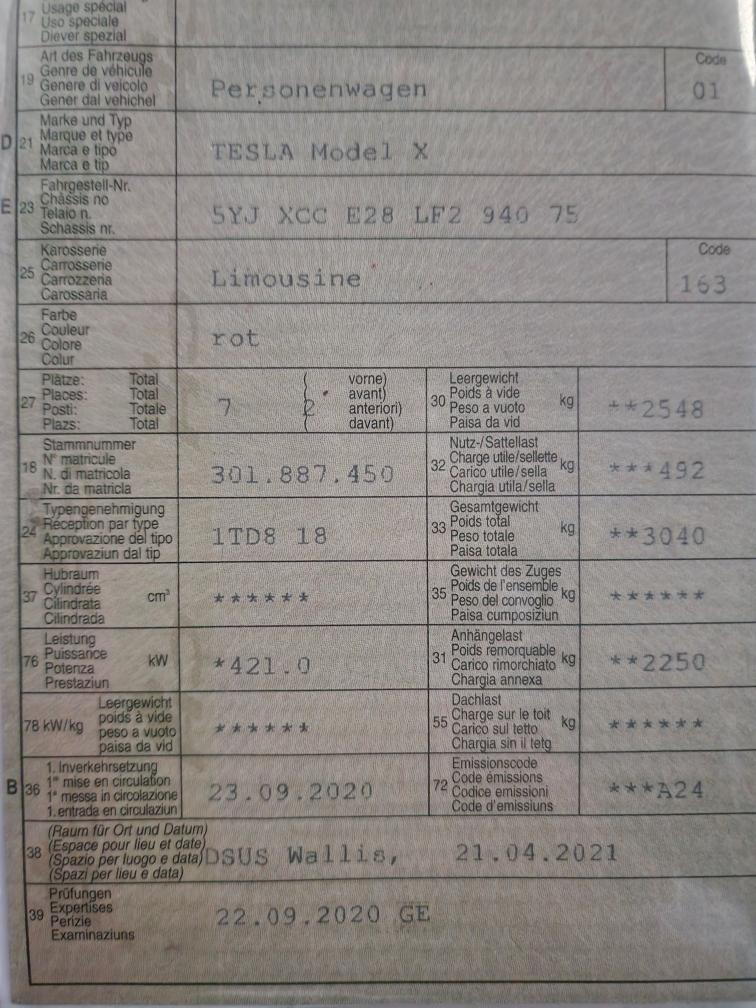 17 Usage spécial
Uso speciale
Diever spezial
19 Art des Fahrzeugs
Genre de véhicule
Genere di veicolo
Gener dal vehichel
Personenwagen
Code
01
D 21 Marke und Typ
Marque et type
Marca e tipo
Marca e tip
TESLA Model X
E 23 Fahrgestell-Nr.
Châssis no
Telaio n.
Schassis nr.
5YJ XCC E28 LF2 940 75
25 Karosserie
Carrosserie
Carrozzeria
Carossaria
Limousine
Code
163
26 Farbe
Couleur
Colore
Colur
rot
27 Plätze: Total
Places: Total
Posti: Totale
Plazs: Total
7
( vorne)
( avant)
2
( anteriori)
( davant)
30 Leergewicht
Poids à vide
Peso a vuoto
Paisa da vid
kg
**2548
18 Stammnummer
N° matricule
N. di matricola
Nr. da matricla
301.887.450
32 Nutz-/Sattellast
Charge utile/sellette
Carico utile/sella
Chargia utila/sella
kg
***492
24 Typengenehmigung
Réception par type
Approvazione del tipo
Approvaziun dal tip
1TD8 18
33 Gesamtgewicht
Poids total
Peso totale
Paisa totala
kg
**3040
37 Hubraum
Cylindrée
Cilindrata
Cilindrada
cm³
******
35 Gewicht des Zuges
Poids de l'ensemble
Peso del convoglio
Paisa cumposiziun
kg
******
76 Leistung
Puissance
Potenza
Prestaziun
kW
*421.0
31 Anhängelast
Poids remorquable
Carico rimorchiato
Chargia annexa
kg
**2250
78 kW/kg
Leergewicht
poids à vide
peso a vuoto
paisa da vid
******
55 Dachlast
Charge sur le toit
Carico sul tetto
Chargia sin il tetg
kg
******
B 36 1. Inverkehrsetzung
1re mise en circulation
1a messa in circolazione
1. entrada en circulaziun
23.09.2020
72 Emissionscode
Code émissions
Codice emissioni
Code d'emissiuns
***A24
38 (Raum für Ort und Datum)
(Espace pour lieu et date)
(Spazio per luogo e data)
(Spazi per lieu e data)
DSUS Wallis, 21.04.2021
39 Prüfungen
Expertises
Perizie
Examinaziuns
22.09.2020 GE